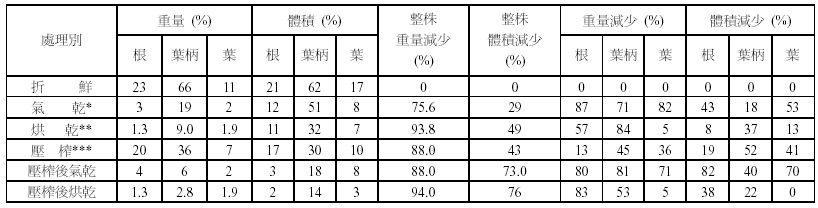 處理別 重量 (%) 體積 (%) 整株重量減少 (%) 整株體積減少 (%) 重量減少 (%) 體積減少 (%)
根 葉柄 葉 根 葉柄 葉 根 葉柄 葉 根 葉柄 葉
折 鮮 23 66 11 21 62 17 0 0 0 0 0 0 0 0
氣 乾* 3 19 2 12 51 8 75.6 29 87 71 82 43 18 53
烘 乾** 1.3 9.0 1.9 11 32 7 93.8 49 57 84 5 8 37 13
壓 榨*** 20 36 7 17 30 10 88.0 43 13 45 36 19 52 41
壓榨後氣乾 4 6 2 3 18 8 88.0 73.0 80 81 71 82 40 70
壓榨後烘乾 1.3 2.8 1.9 2 14 3 94.0 76 83 53 5 38 22 0